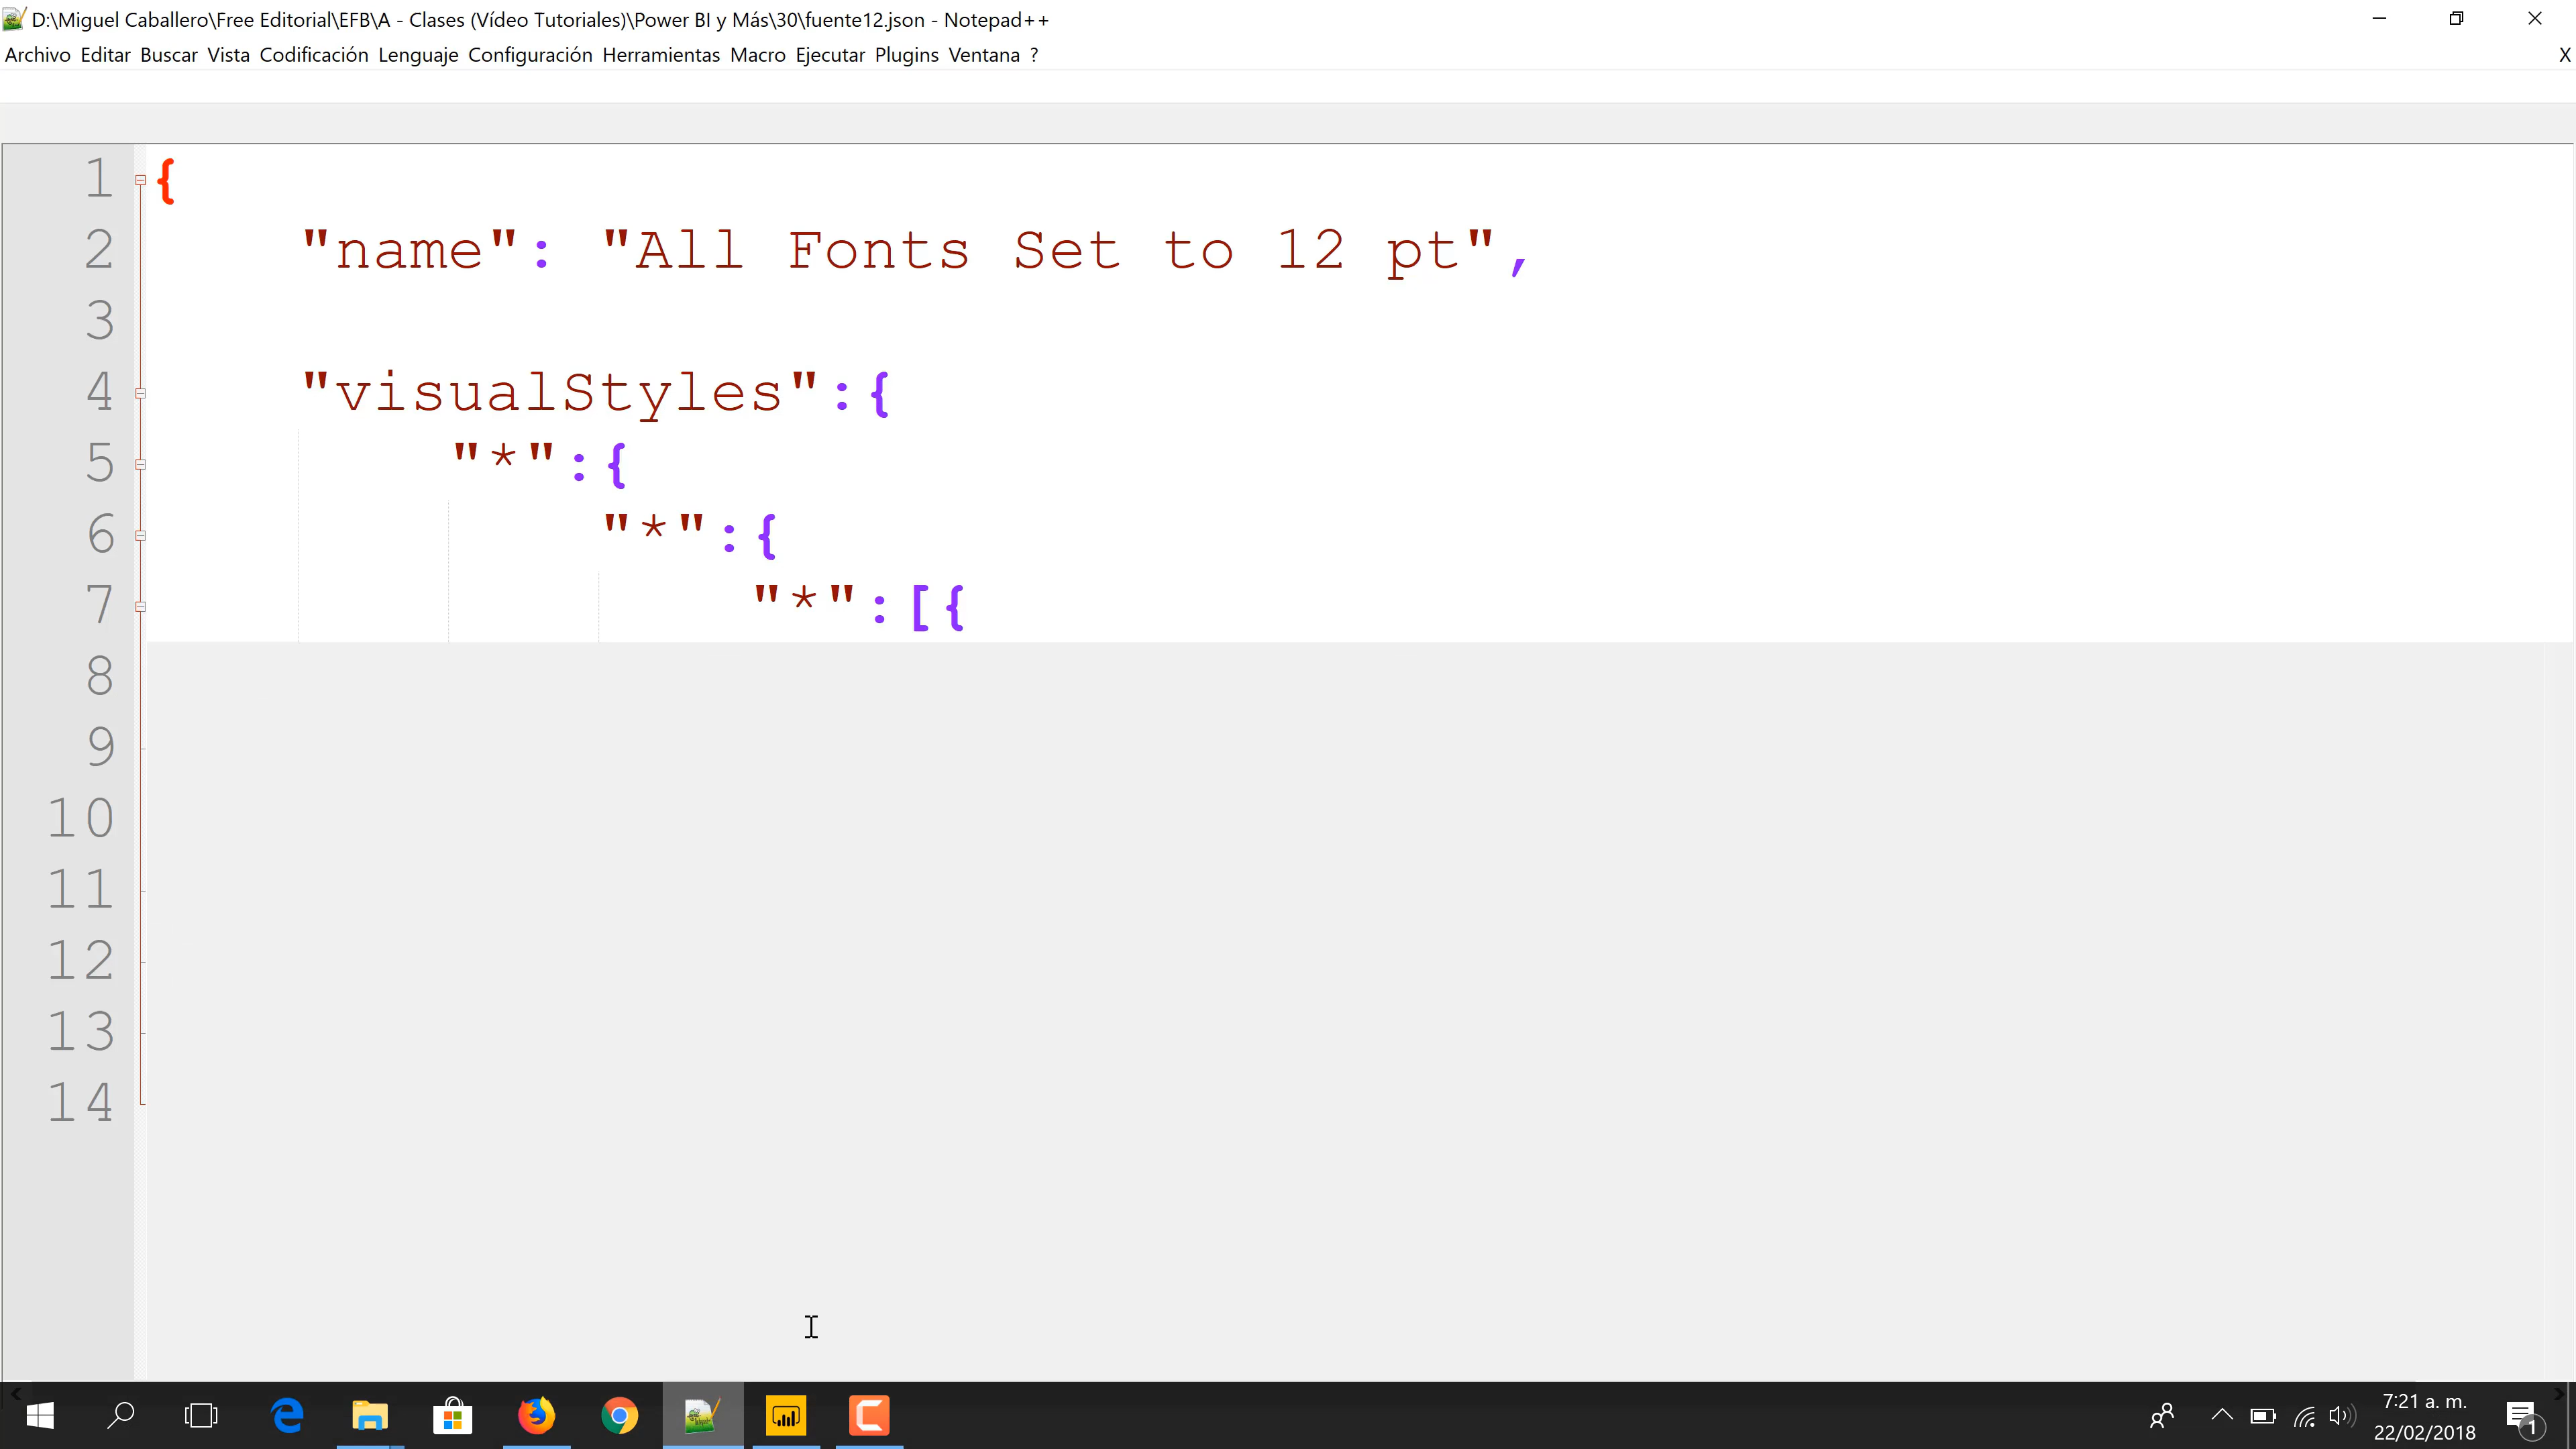 D:\Miguel Caballero\Free Editorial\EFB\A - Clases (Vídeo Tutoriales)\Power BI y Más\30\fuente12.json - Notepad++
Archivo Editar Buscar Vista Codificación Lenguaje Configuración Herramientas Macro Ejecutar Plugins Ventana ? X
1 {
2 "name": "All Fonts Set to 12 pt",
3
4 "visualStyles":{
5 "*":{
6 "*":{
7 "*":[{
8
9
10
11
12
13
14
7:21 a. m.
22/02/2018
1